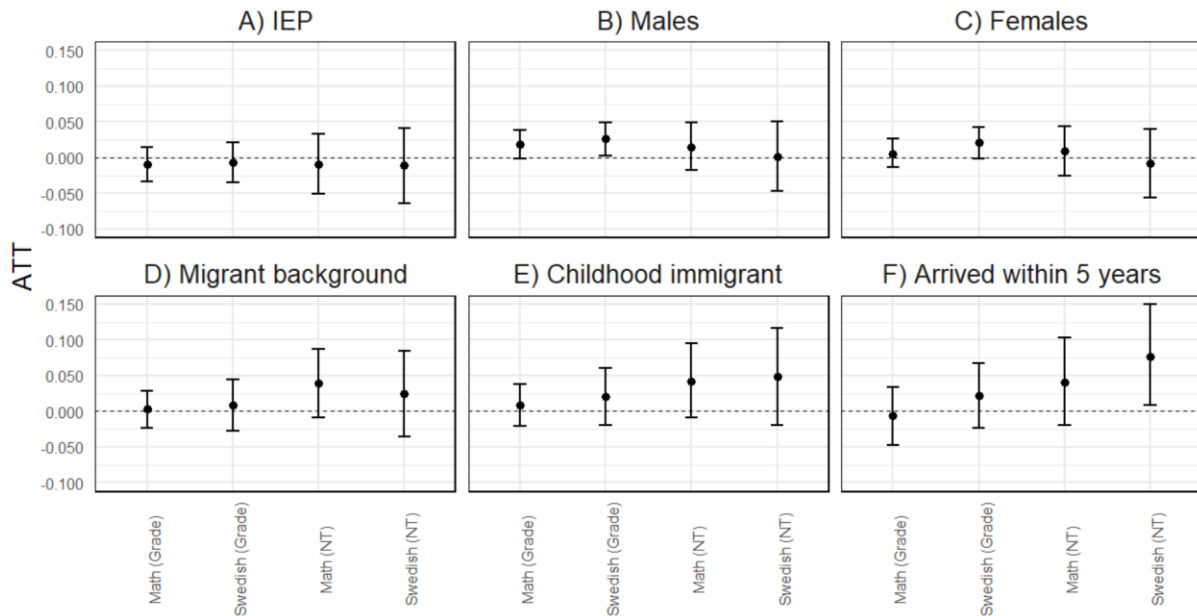 A) IEP
B) Males
C) Females
0.150
0.100
0.050
0.000
-0.050
-0.100
ATT
D) Migrant background
E) Childhood immigrant
F) Arrived within 5 years
0.150
0.100
0.050
0.000
-0.050
-0.100
Math (Grade)
Swedish (Grade)
Math (NT)
Swedish (NT)
Math (Grade)
Swedish (Grade)
Math (NT)
Swedish (NT)
Math (Grade)
Swedish (Grade)
Math (NT)
Swedish (NT)